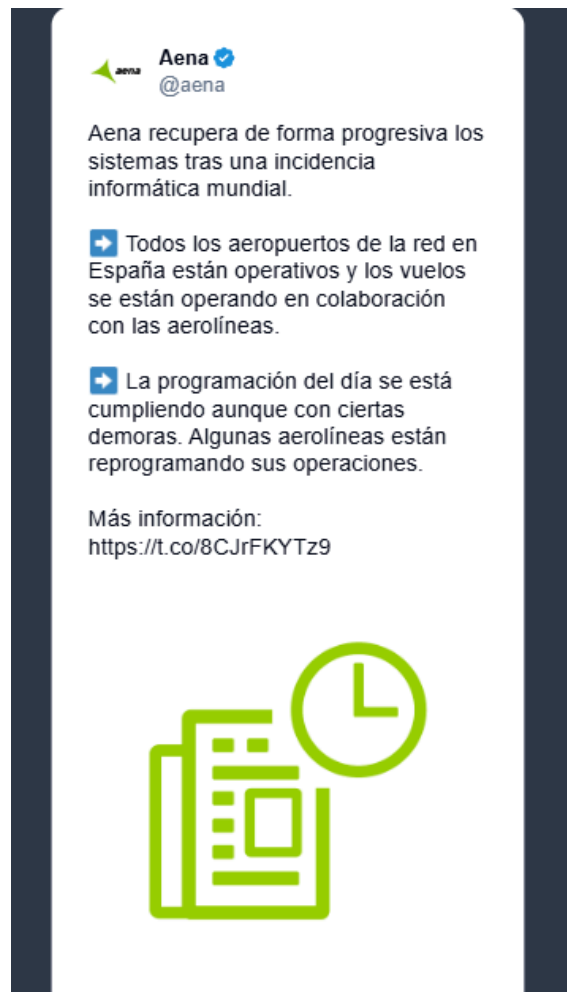 aena
Aena
@aena
Aena recupera de forma progresiva los
sistemas tras una incidencia
informática mundial.
➡️ Todos los aeropuertos de la red en
España están operativos y los vuelos
se están operando en colaboración
con las aerolíneas.
➡️ La programación del día se está
cumpliendo aunque con ciertas
demoras. Algunas aerolíneas están
reprogramando sus operaciones.
Más información:
https://t.co/8CJrFKYTz9